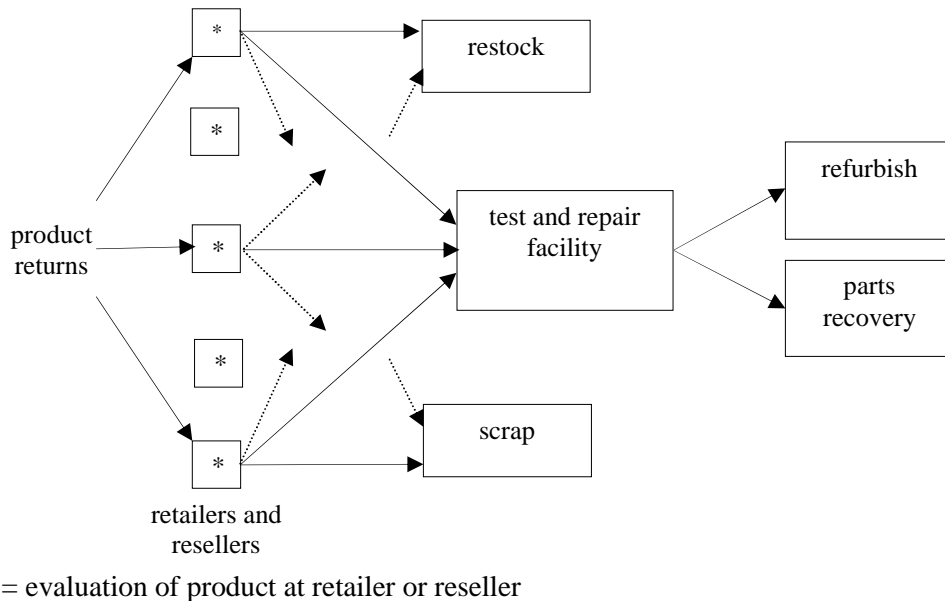 *
restock
*
product
returns
*
test and repair
facility
refurbish
parts
recovery
*
scrap
*
retailers and
resellers
= evaluation of product at retailer or reseller